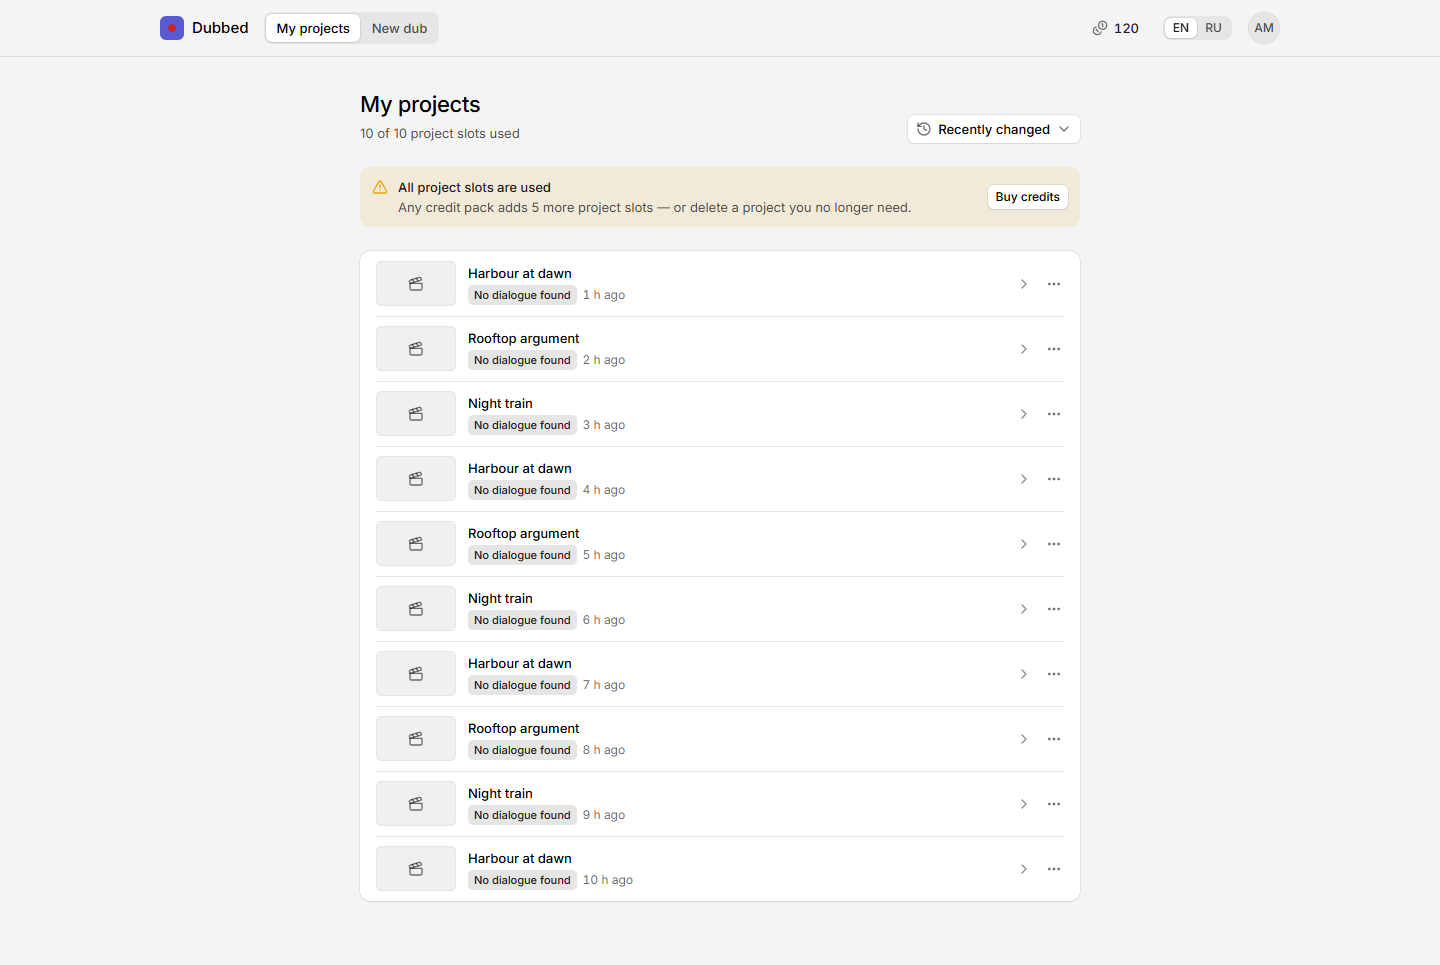 Dubbed
My projects
New dub
120
EN
RU
AM
My projects
10 of 10 project slots used
Recently changed
All project slots are used
Any credit pack adds 5 more project slots — or delete a project you no longer need.
Buy credits
Harbour at dawn
No dialogue found 1 h ago
Rooftop argument
No dialogue found 2 h ago
Night train
No dialogue found 3 h ago
Harbour at dawn
No dialogue found 4 h ago
Rooftop argument
No dialogue found 5 h ago
Night train
No dialogue found 6 h ago
Harbour at dawn
No dialogue found 7 h ago
Rooftop argument
No dialogue found 8 h ago
Night train
No dialogue found 9 h ago
Harbour at dawn
No dialogue found 10 h ago